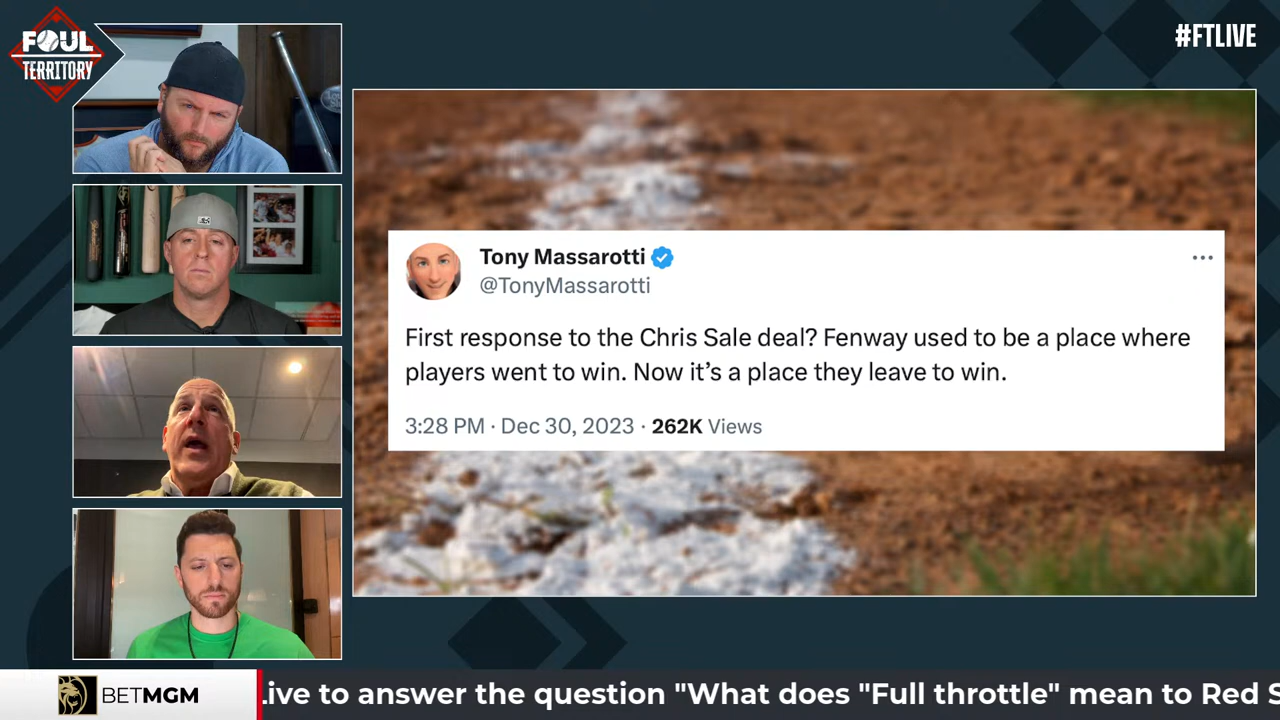 FOUL
TERRITORY
#FTLIVE
Tony Massarotti
@TonyMassarotti
First response to the Chris Sale deal? Fenway used to be a place where
players went to win. Now it’s a place they leave to win.
3:28 PM · Dec 30, 2023 · 262K Views
BETMGM
Live to answer the question "What does "Full throttle" mean to Red S